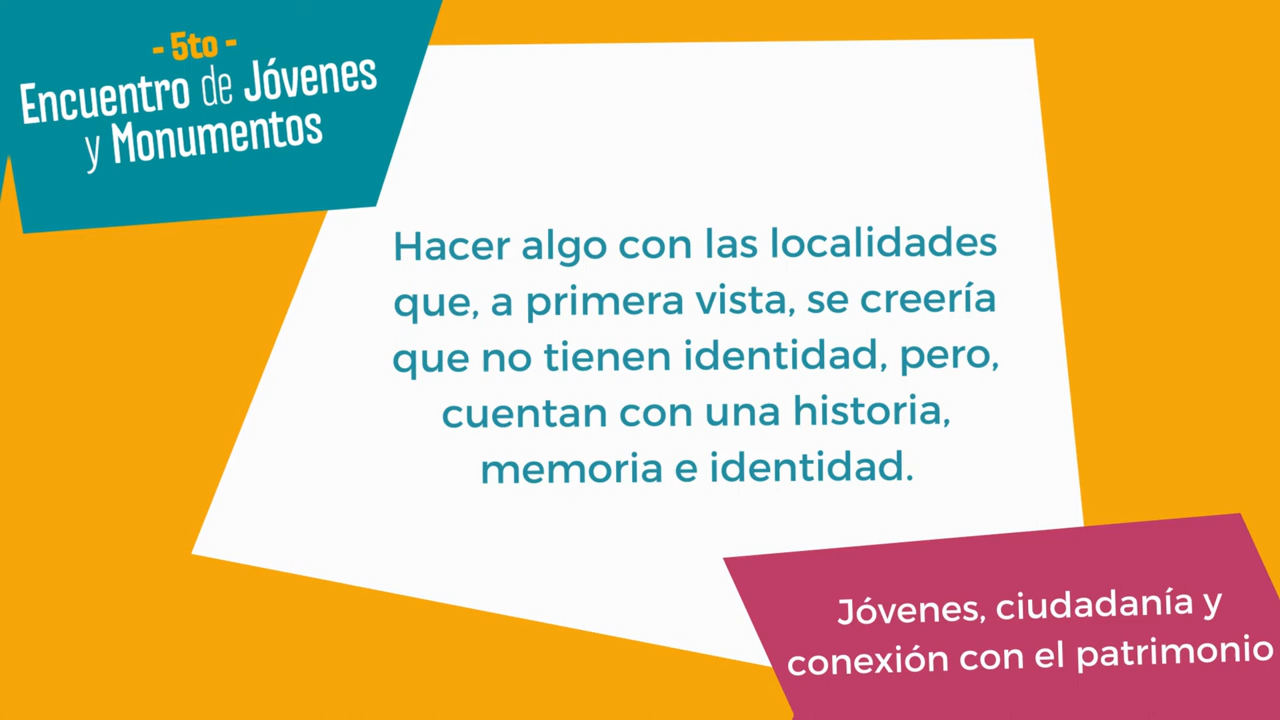 - 5to -
Encuentro de Jóvenes
y Monumentos
Hacer algo con las localidades
que, a primera vista, se creería
que no tienen identidad, pero,
cuentan con una historia,
memoria e identidad.
Jóvenes, ciudadanía y
conexión con el patrimonio